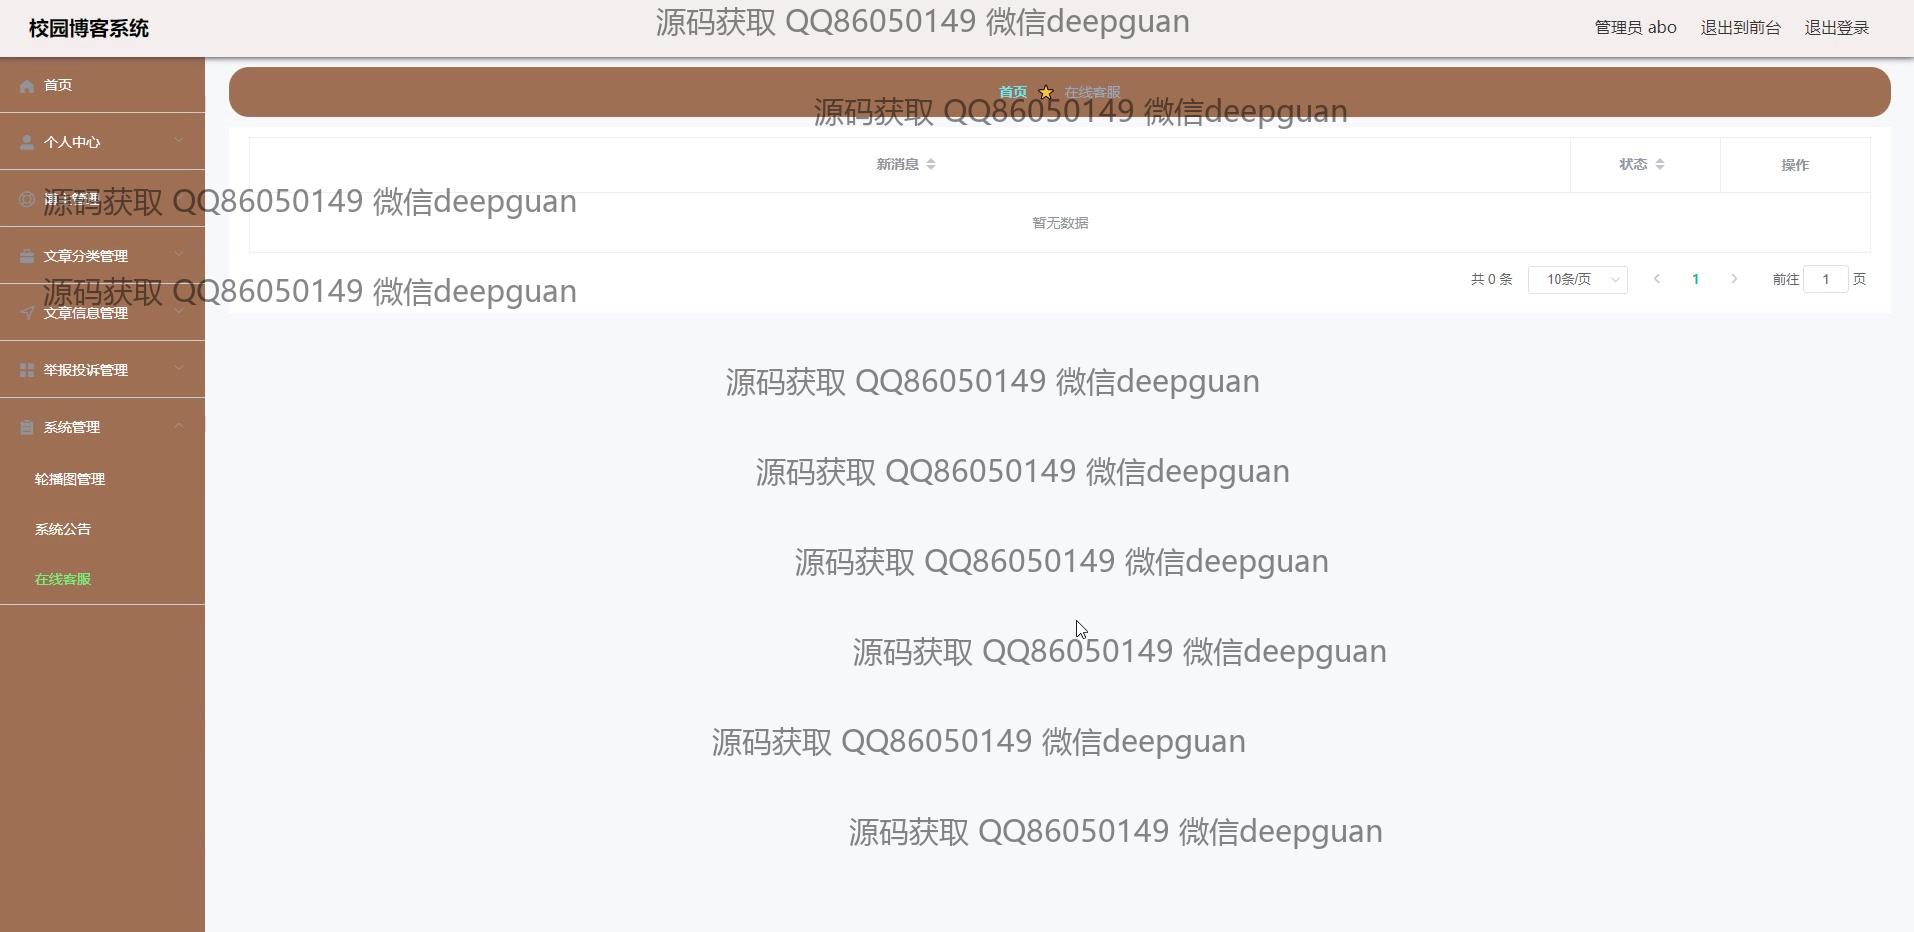 校园博客系统
源码获取 QQ86050149 微信deepguan
管理员 abo
退出到前台
退出登录
首页
首页
在线客服
源码获取 QQ86050149 微信deepguan
个人中心
新消息
状态
操作
源码获取 QQ86050149 微信deepguan
暂无数据
文章分类管理
共 0 条
10条/页
1
前往 1 页
源码获取 QQ86050149 微信deepguan
文章信息管理
举报投诉管理
源码获取 QQ86050149 微信deepguan
系统管理
源码获取 QQ86050149 微信deepguan
轮播图管理
系统公告
源码获取 QQ86050149 微信deepguan
在线客服
源码获取 QQ86050149 微信deepguan
源码获取 QQ86050149 微信deepguan
源码获取 QQ86050149 微信deepguan